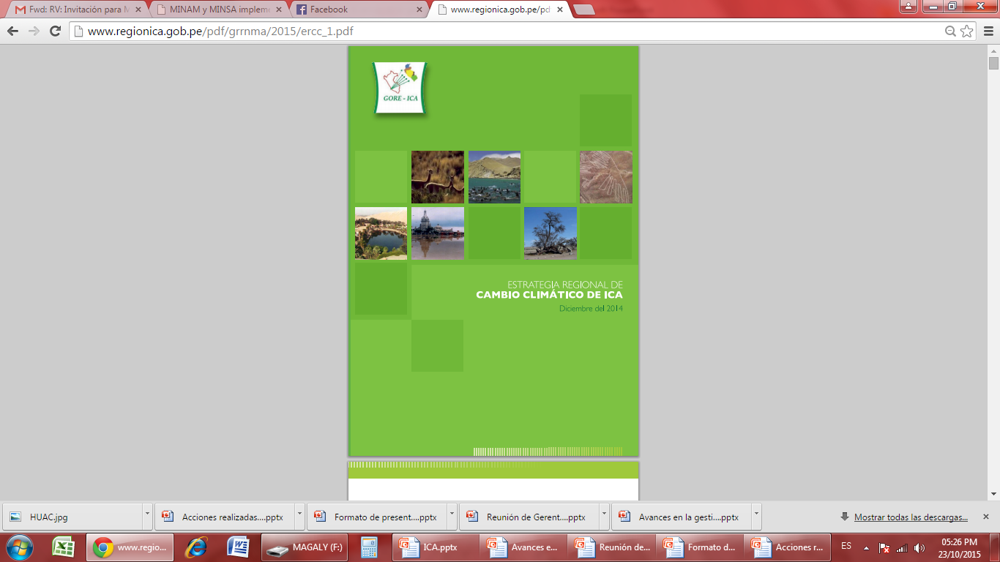 Fwd: RV: Invitación para M
MINAM y MINSA impleme
Facebook
www.regionica.gob.pe/pd
www.regionica.gob.pe/pdf/grrnma/2015/ercc_1.pdf
GORE - ICA
ESTRATEGIA REGIONAL DE
CAMBIO CLIMÁTICO DE ICA
Diciembre del 2014
HUAC.jpg
Acciones realizadas....pptx
Formato de present....pptx
Reunión de Gerent....pptx
Avances en la gesti....pptx
Mostrar todas las descargas...
www.regio...
MAGALY (F:)
ICA.pptx
Avances e...
Reunión de...
Formato d...
Acciones r...
ES
05:26 PM
23/10/2015